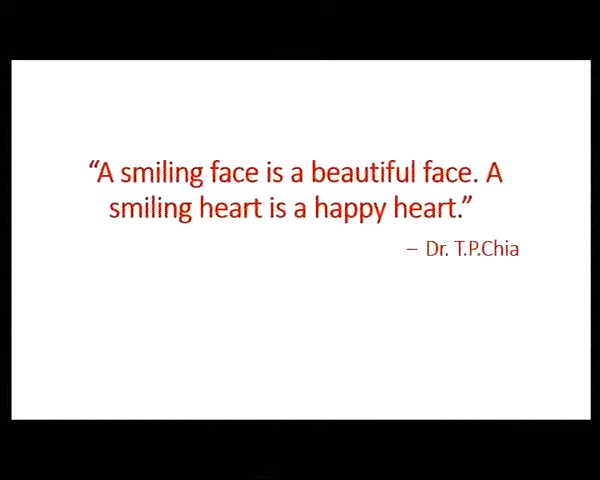 “A smiling face is a beautiful face. A
smiling heart is a happy heart.”
– Dr. T.P.Chia